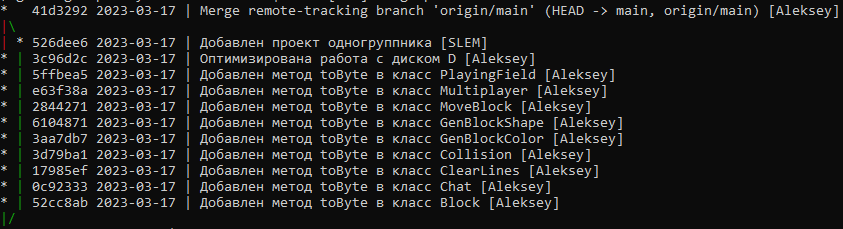 * 41d3292 2023-03-17 | Merge remote-tracking branch 'origin/main' (HEAD -> main, origin/main) [Aleksey]
|\
| * 526dee6 2023-03-17 | Добавлен проект одногруппника [SLEM]
* | 3c96d2c 2023-03-17 | Оптимизирована работа с диском D [Aleksey]
* | 5ffbea5 2023-03-17 | Добавлен метод toByte в класс PlayingField [Aleksey]
* | e63f38a 2023-03-17 | Добавлен метод toByte в класс Multiplayer [Aleksey]
* | 2844271 2023-03-17 | Добавлен метод toByte в класс MoveBlock [Aleksey]
* | 6104871 2023-03-17 | Добавлен метод toByte в класс GenBlockShape [Aleksey]
* | 3aa7db7 2023-03-17 | Добавлен метод toByte в класс GenBlockColor [Aleksey]
* | 3d79ba1 2023-03-17 | Добавлен метод toByte в класс Collision [Aleksey]
* | 17985ef 2023-03-17 | Добавлен метод toByte в класс ClearLines [Aleksey]
* | 0c92333 2023-03-17 | Добавлен метод toByte в класс Chat [Aleksey]
* | 52cc8ab 2023-03-17 | Добавлен метод toByte в класс Block [Aleksey]
|/